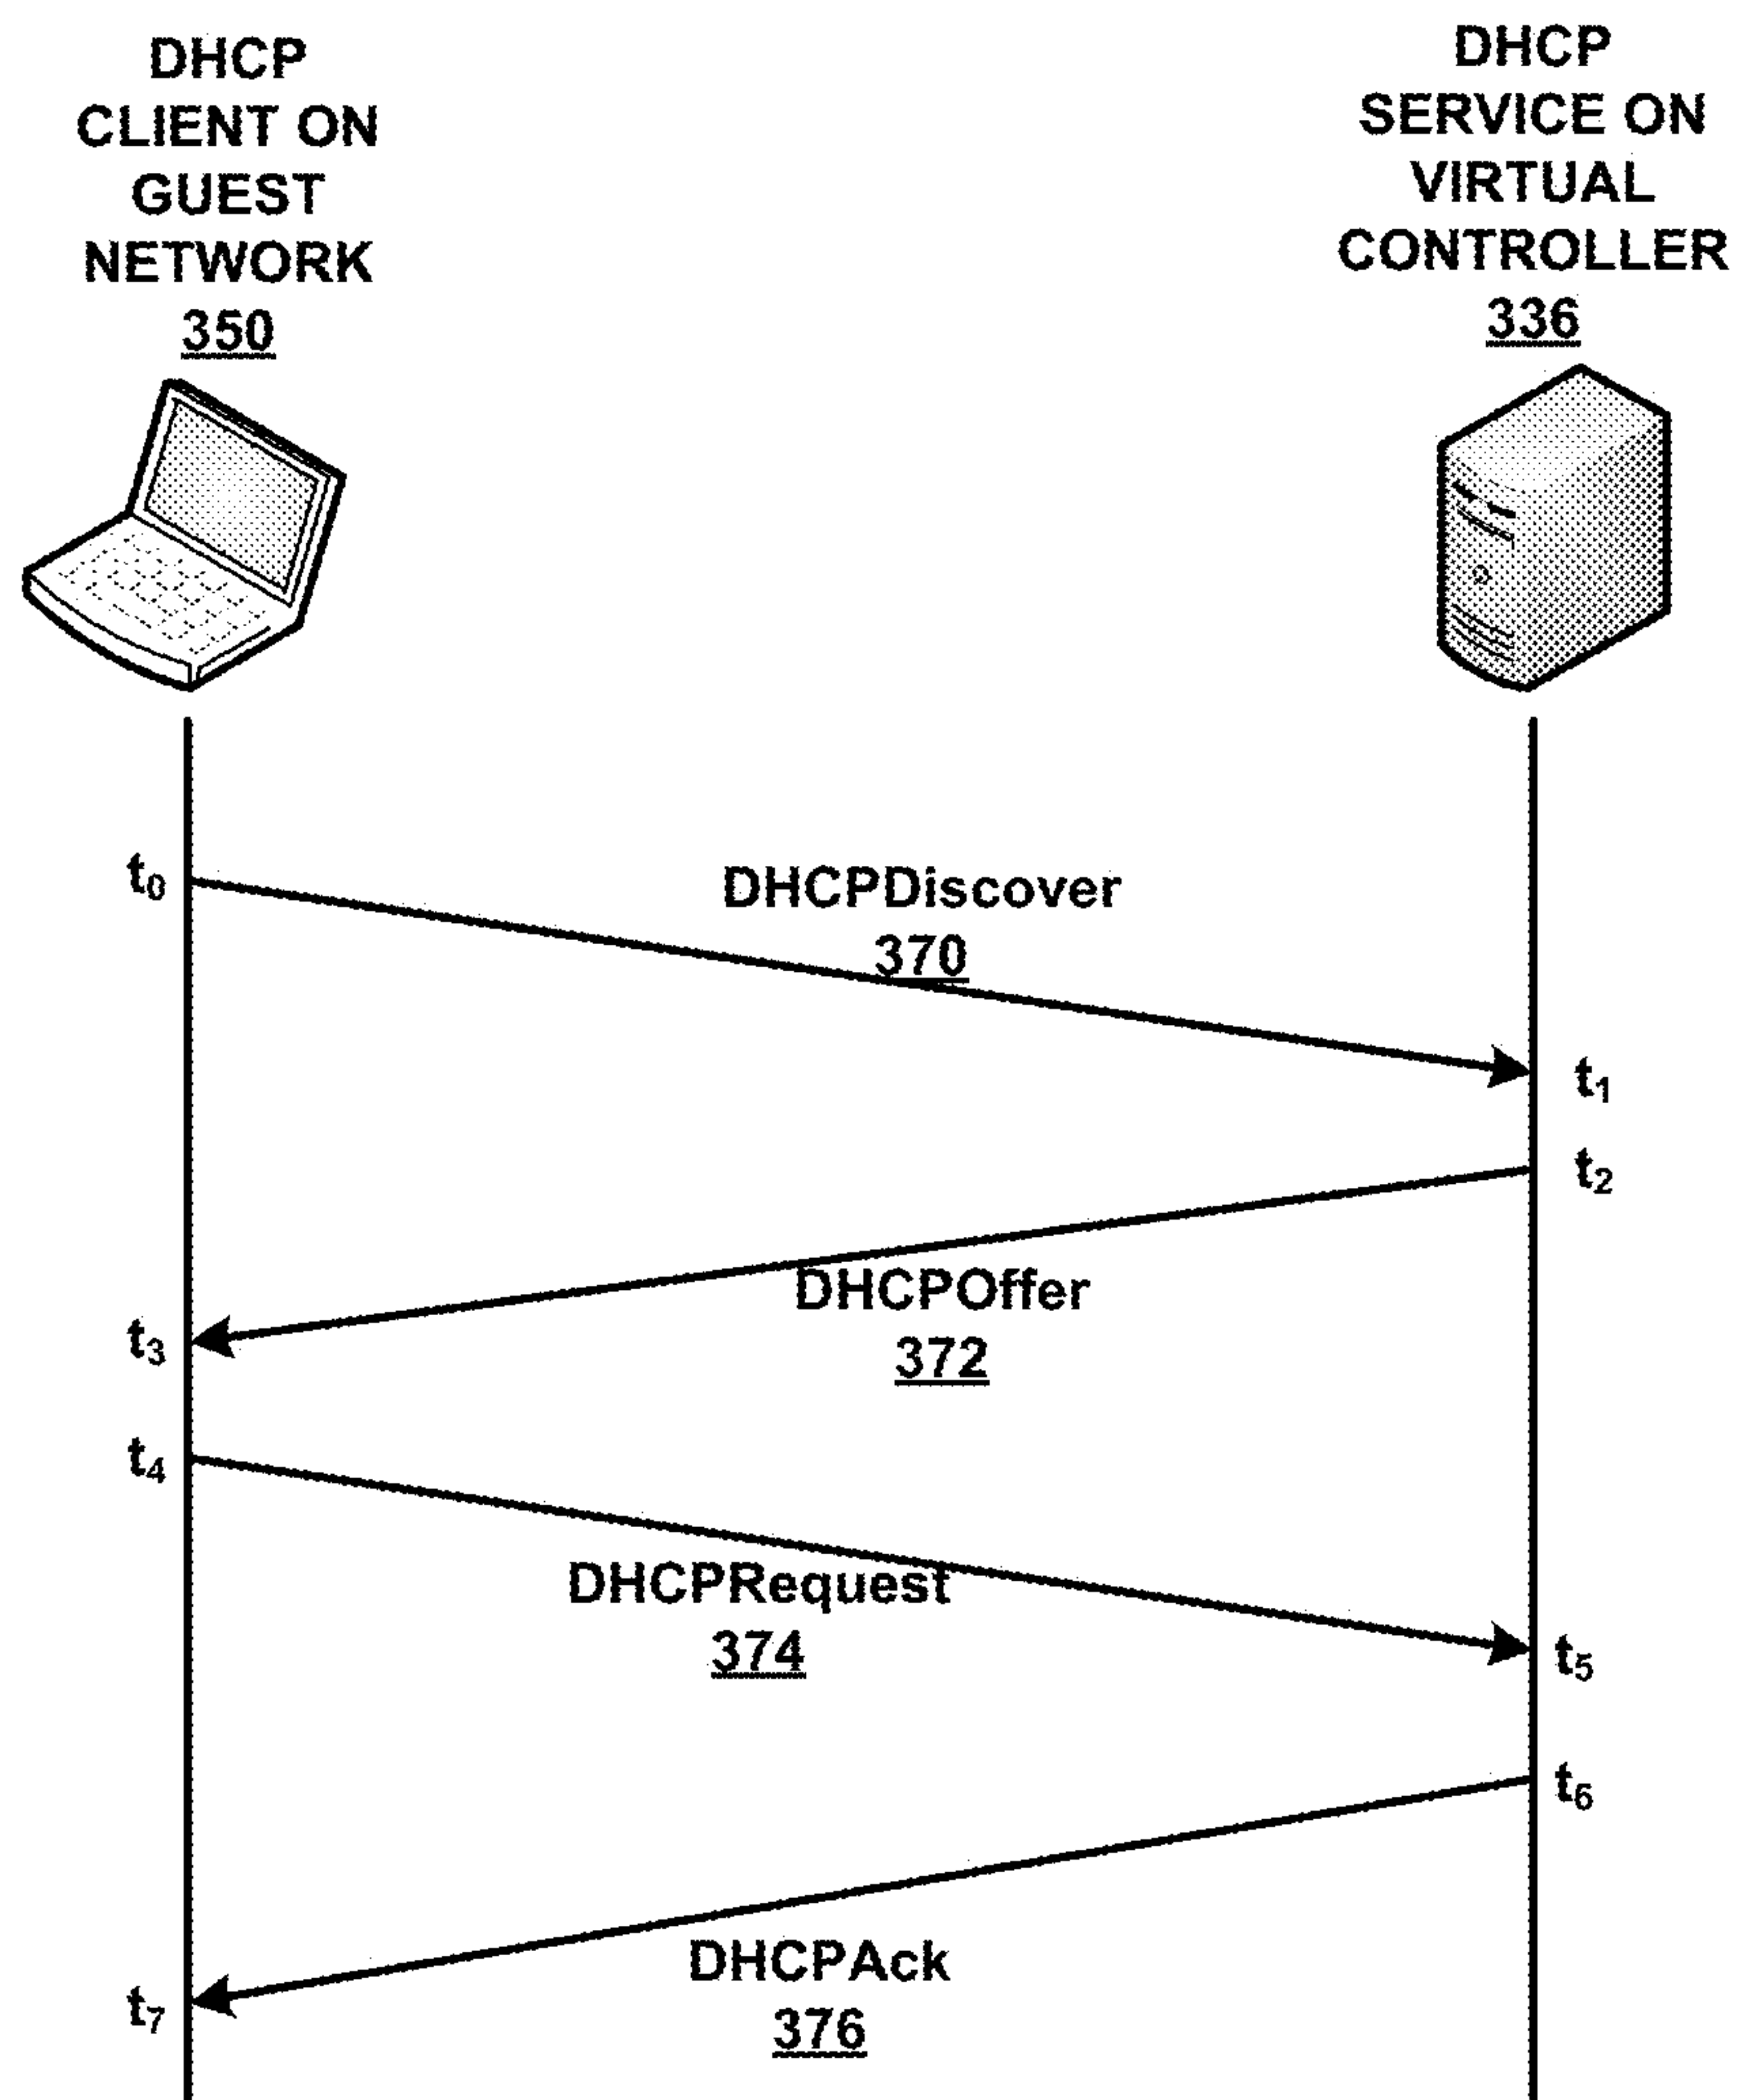 DHCP
CLIENT ON
GUEST
NETWORK
350
DHCP
SERVICE ON
VIRTUAL
CONTROLLER
336
t0
DHCPDiscover
370
t1
t2
DHCPOffer
372
t3
t4
DHCPRequest
374
t5
t6
DHCPAck
376
t7